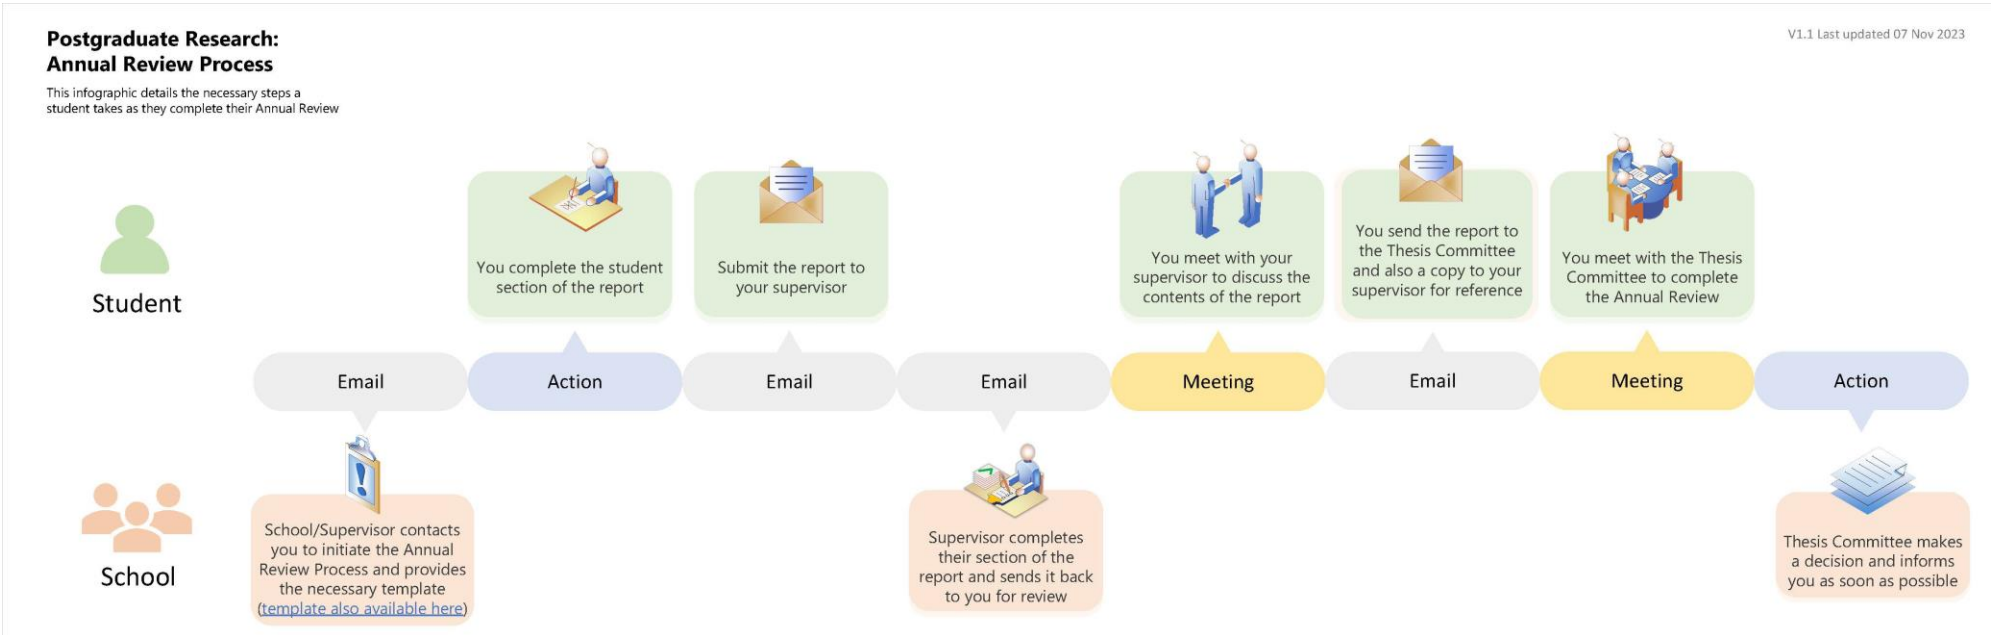 Postgraduate Research:
Annual Review Process
This infographic details the necessary steps a
student takes as they complete their Annual Review
V1.1 Last updated 07 Nov 2023
Student
You complete the student
section of the report
Submit the report to
your supervisor
You meet with your
supervisor to discuss the
contents of the report
You send the report to
the Thesis Committee
and also a copy to your
supervisor for reference
You meet with the Thesis
Committee to complete
the Annual Review
Email
Action
Email
Email
Meeting
Email
Meeting
Action
School
School/Supervisor contacts
you to initiate the Annual
Review Process and provides
the necessary template
(template also available here)
Supervisor completes
their section of the
report and sends it back
to you for review
Thesis Committee makes
a decision and informs
you as soon as possible